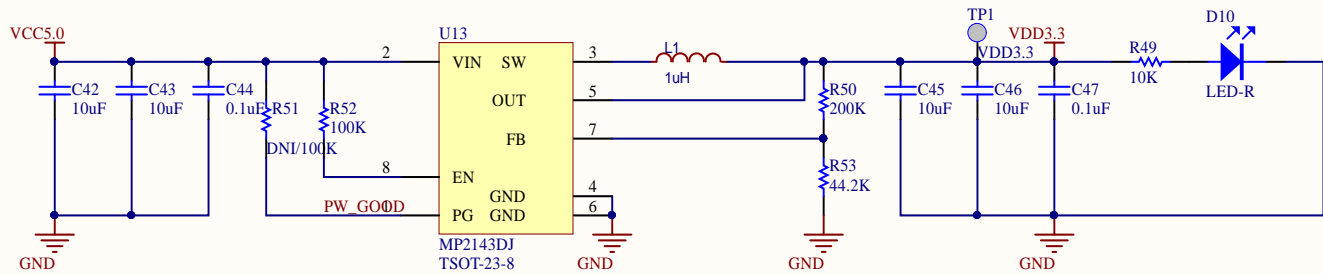 VCC5.0
C42
10uF
C43
10uF
C44
0.1uF
R51
DNI/100K
R52
100K
PW_GOOD
U13
2
VIN
SW
3
OUT
5
FB
7
8
EN
GND
4
1
PG
GND
6
MP2143DJ
TSOT-23-8
L1
1uH
R50
200K
R53
44.2K
C45
10uF
C46
10uF
C47
0.1uF
TP1
VDD3.3
VDD3.3
R49
10K
D10
LED-R
GND
GND
GND
GND